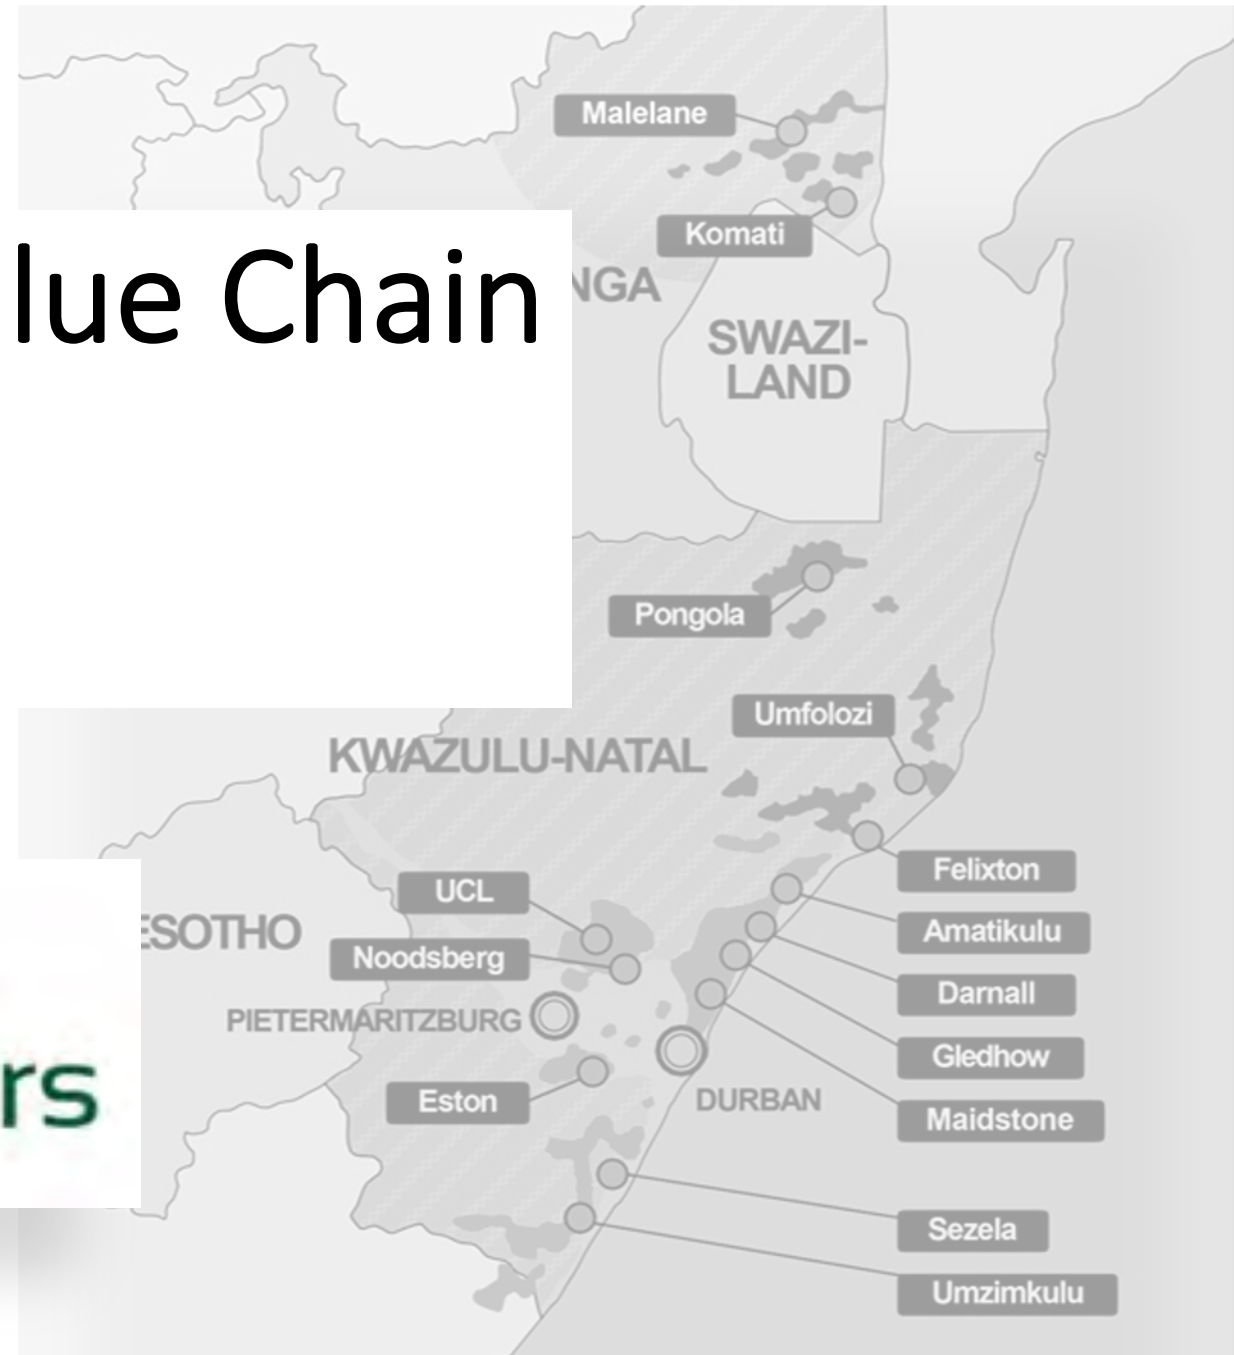 Malelane
Komati
lue Chain
NGA
SWAZI-
LAND
Pongola
Umfolozi
KWAZULU-NATAL
Felixton
UCL
Amatikulu
ESOTHO
Noodsberg
Darnall
PIETERMARITZBURG
Gledhow
rs
Eston
DURBAN
Maidstone
Sezela
Umzimkulu